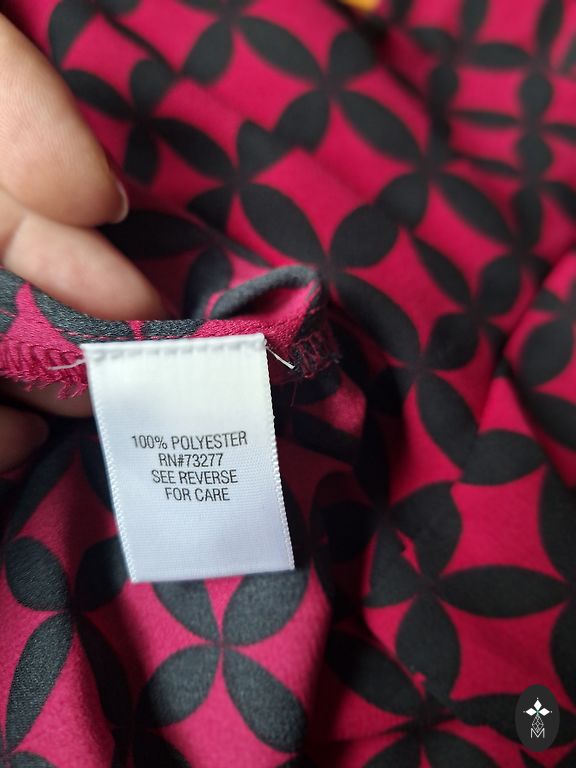 100% POLYESTER
RN#73277
SEE REVERSE
FOR CARE
M